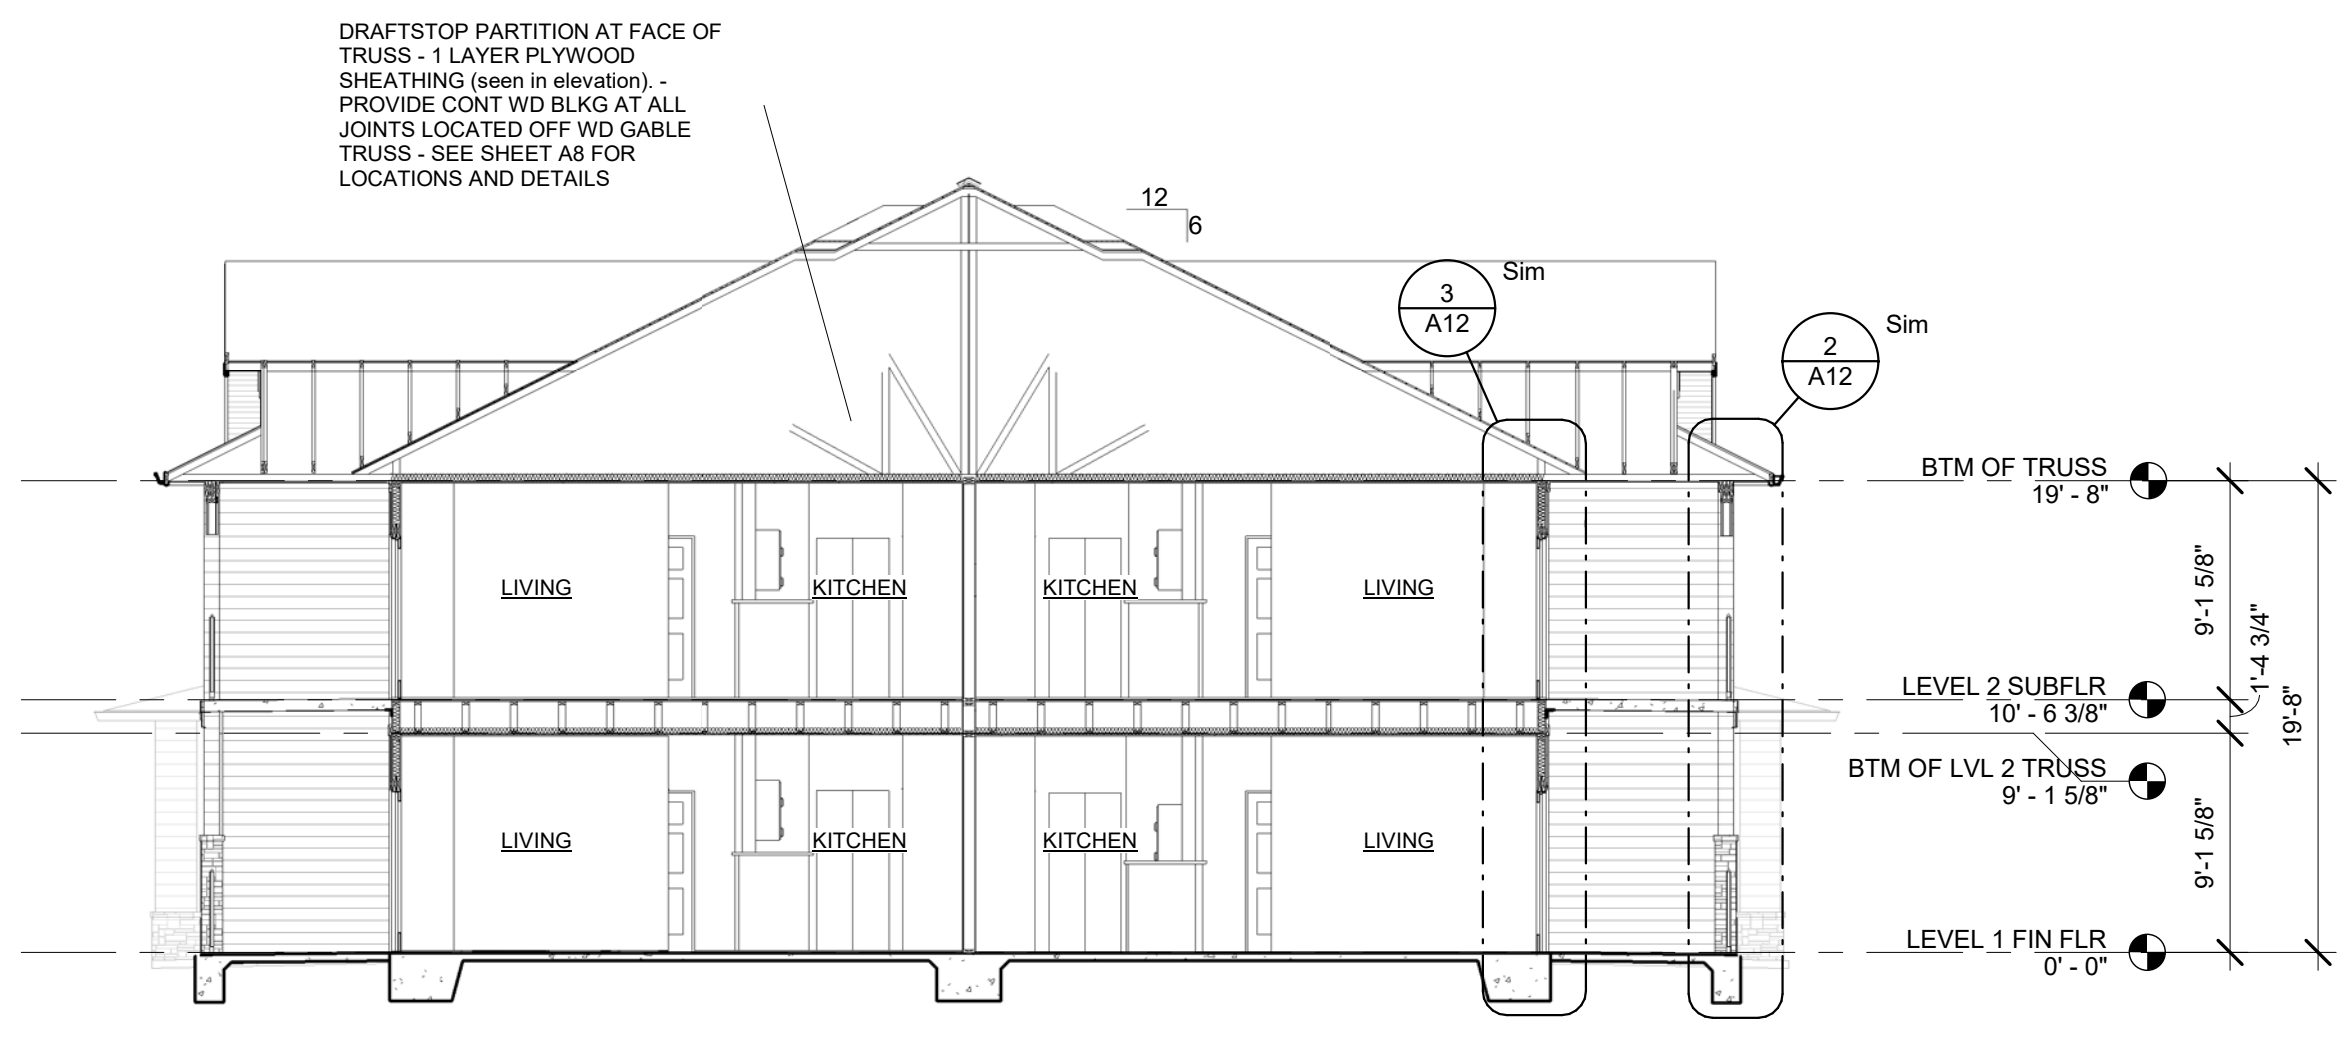 DRAFTSTOP PARTITION AT FACE OF
TRUSS - 1 LAYER PLYWOOD
SHEATHING (seen in elevation). -
PROVIDE CONT WD BLKG AT ALL
JOINTS LOCATED OFF WD GABLE
TRUSS - SEE SHEET A8 FOR
LOCATIONS AND DETAILS
12
6
3
A12
Sim
2
A12
Sim
BTM OF TRUSS
19' - 8"
LIVING
KITCHEN
KITCHEN
LIVING
9'-1 5/8"
1'-4 3/4"
19'-8"
LEVEL 2 SUBFLR
10' - 6 3/8"
BTM OF LVL 2 TRUSS
9' - 1 5/8"
LIVING
KITCHEN
KITCHEN
LIVING
9'-1 5/8"
LEVEL 1 FIN FLR
0' - 0"